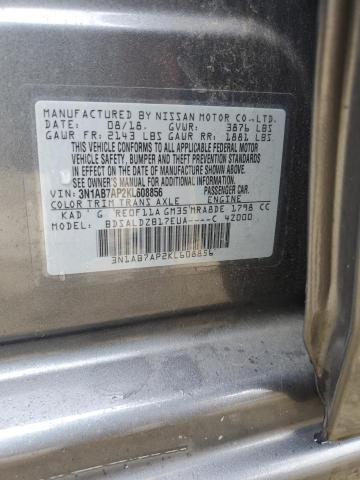 MANUFACTURED BY NISSAN MOTOR CO., LTD.
DATE: 08/18. GVWR: 3876 LBS
GAWR FR: 2143 LBS GAWR RR: 1881 LBS
THIS VEHICLE CONFORMS TO ALL APPLICABLE FEDERAL MOTOR
VEHICLE SAFETY, BUMPER AND THEFT PREVENTION STANDARDS
IN EFFECT ON THE DATE OF MANUFACTURE SHOWN ABOVE.
SEE OWNER'S MANUAL FOR ADDITIONAL INFORMATION
PASSENGER CAR
VIN: 3N1AB7AP2KL608856
COLOR TRIM TRANS AXLE ENGINE
KAD G RE0F11A GM35 MRA8DE 1798 CC
BDSALDZB17EUA----C 42000
3N1AB7AP2KL608856